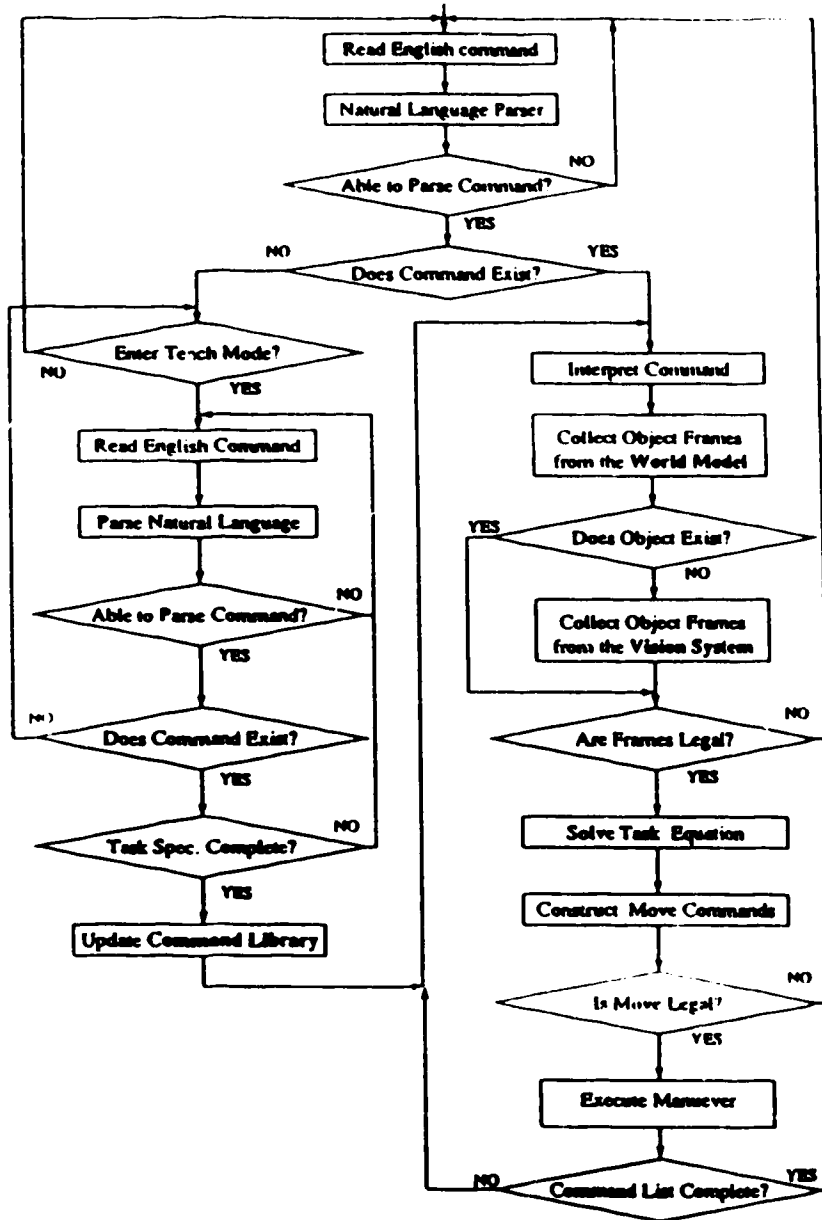 Read English command
Natural Language Parser
NO
Able to Parse Command?
YES
NO
YES
Does Command Exist?
Enter Teach Mode?
NO
YES
Interpret Command
Read English Command
Collect Object Frames
from the World Model
Parse Natural Language
YES
Does Object Exist?
NO
NO
Able to Parse Command?
YES
Collect Object Frames
from the Vision System
NO
Does Command Exist?
YES
NO
Are Frames Legal?
YES
NO
Task Spec. Complete?
YES
Solve Task Equation
Construct Move Commands
Update Command Library
NO
Is Move Legal?
YES
Execute Manuever
NO
YES
Command List Complete?